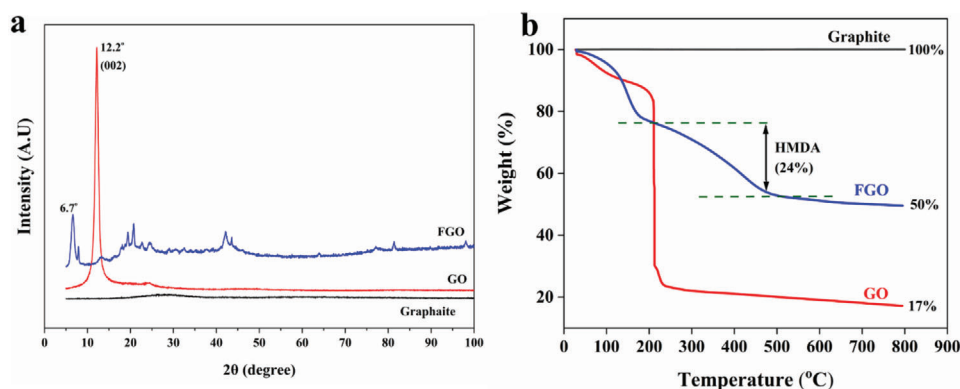 a
Intensity (A.U)
12.2°
(002)
6.7°
FGO
GO
Graphaite
0 10 20 30 40 50 60 70 80 90 100
2θ (degree)
b
Weight (%)
100
80
60
40
20
Graphite
100%
HMDA
(24%)
FGO
50%
GO
17%
0 100 200 300 400 500 600 700 800 900
Temperature (°C)